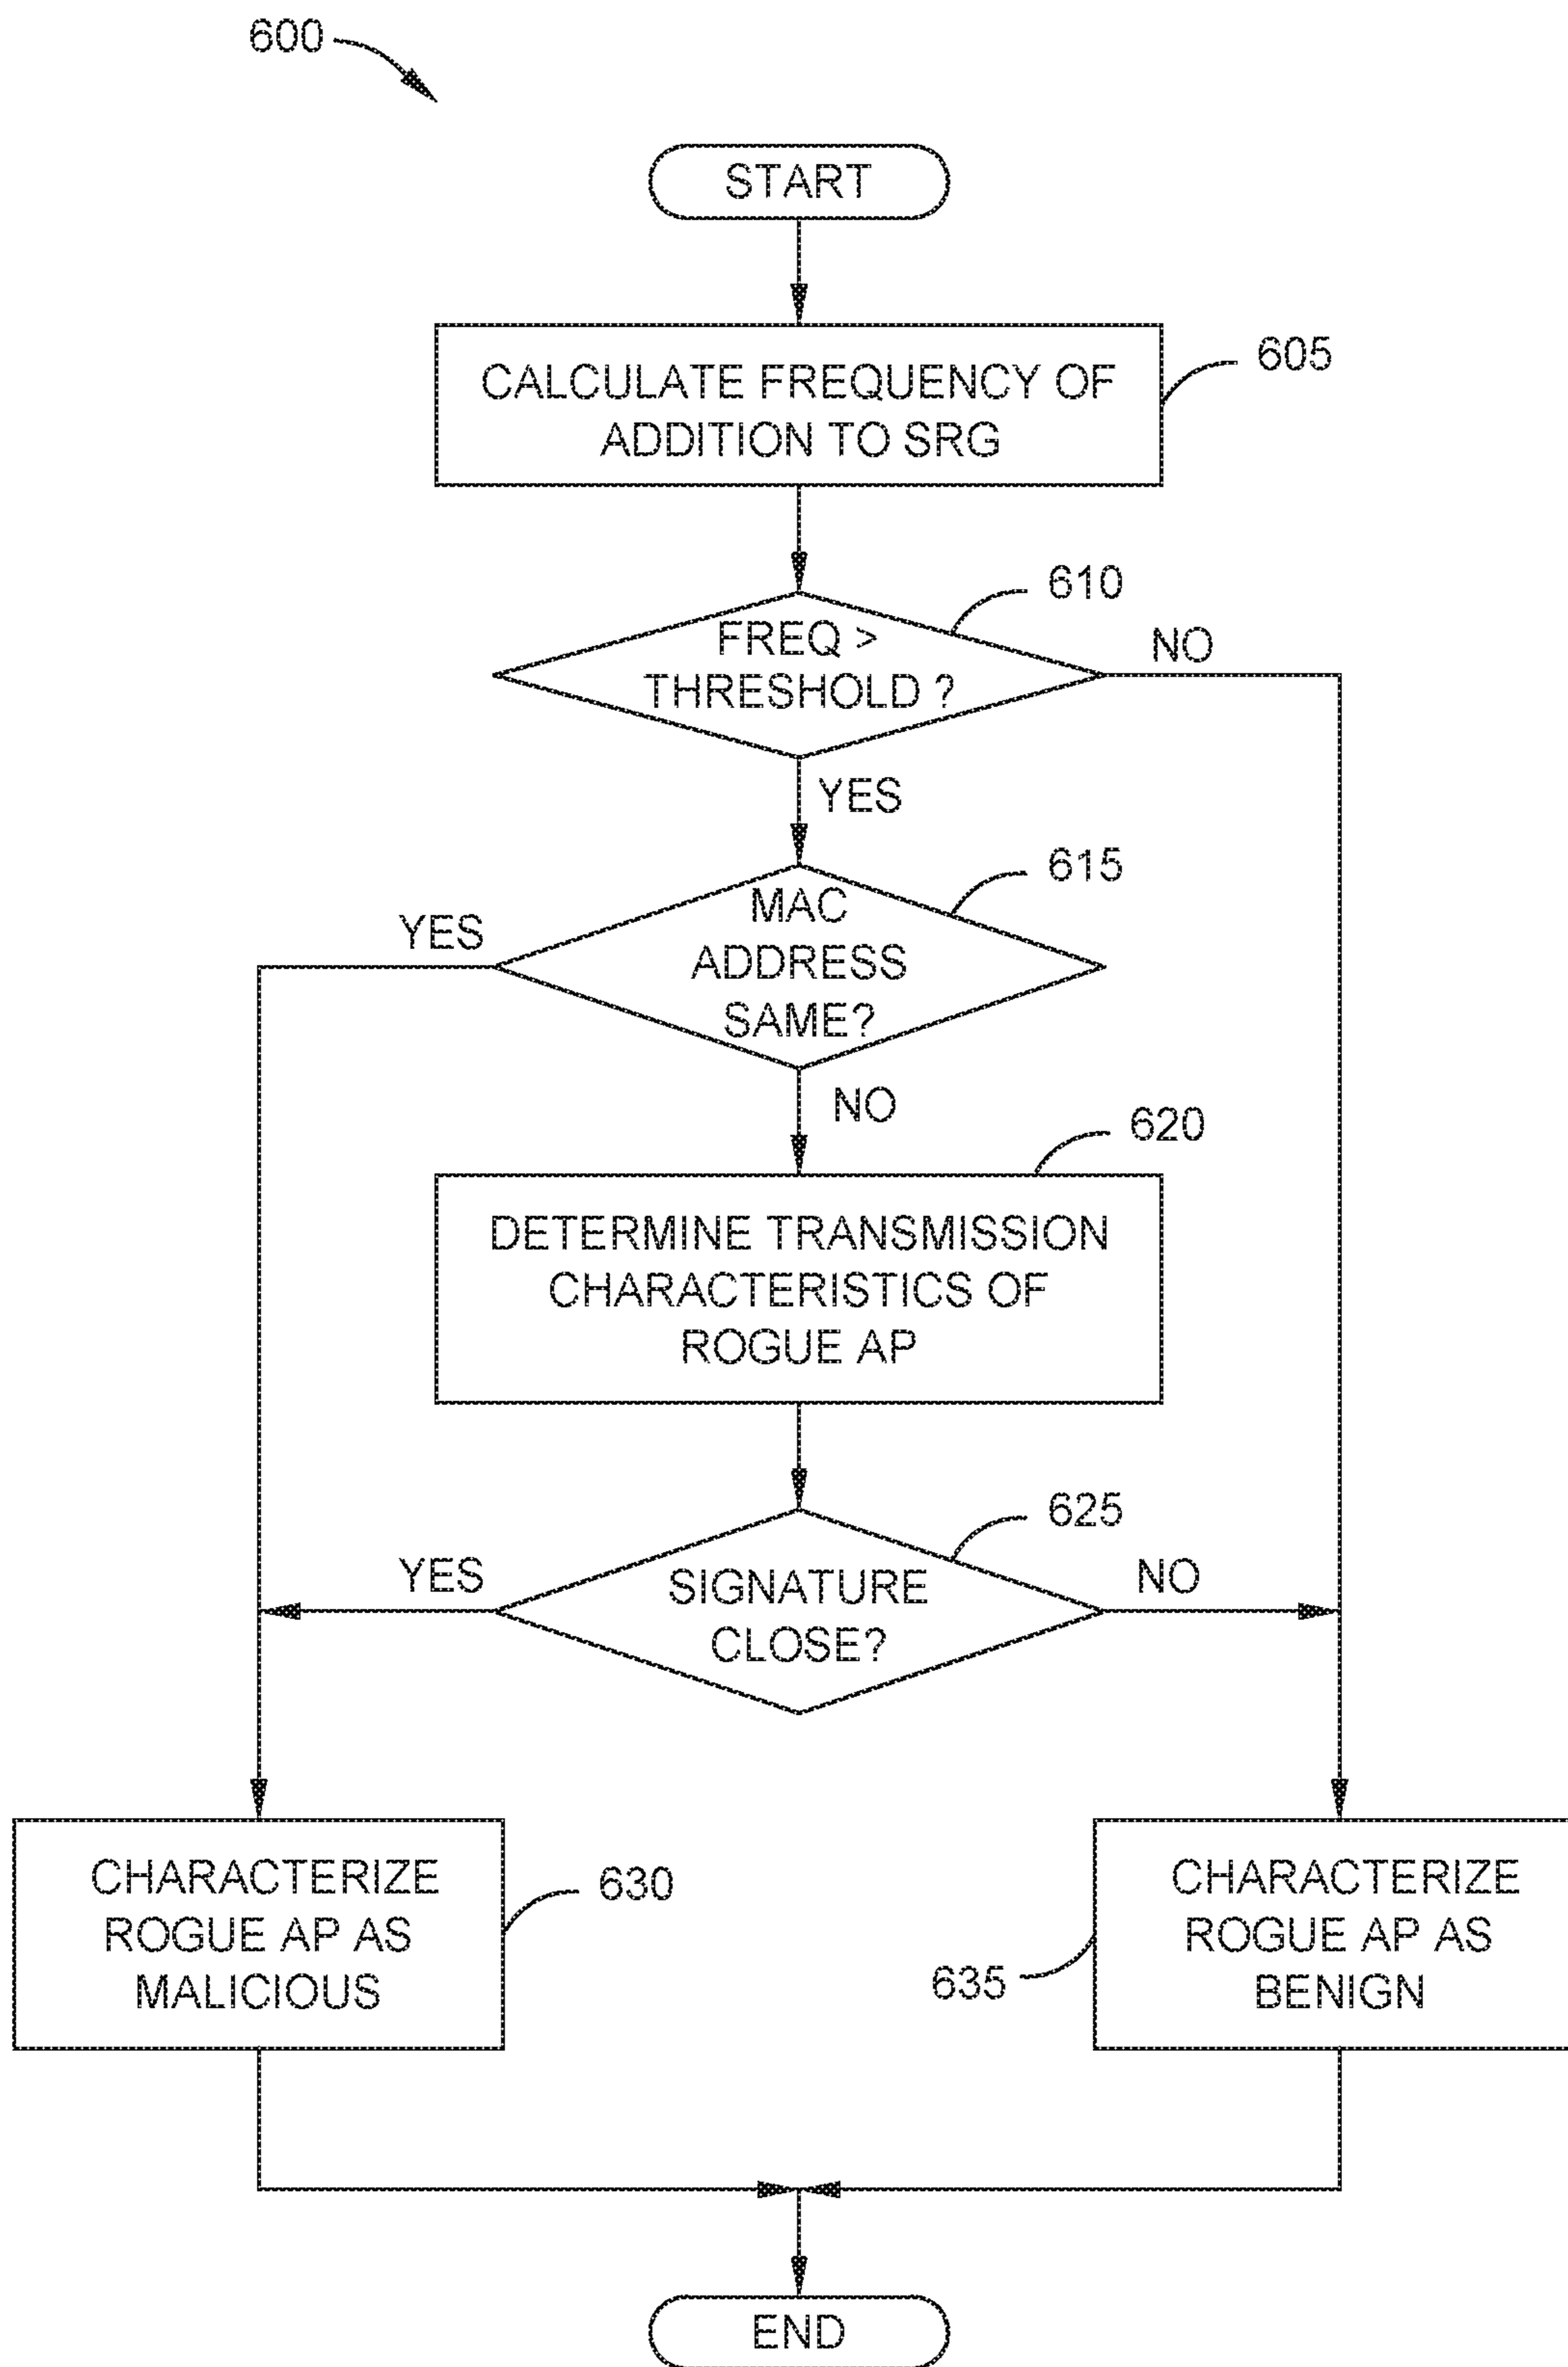 600
START
CALCULATE FREQUENCY OF
ADDITION TO SRG
605
610
FREQ >
THRESHOLD ?
NO
YES
615
MAC
ADDRESS
SAME?
YES
NO
620
DETERMINE TRANSMISSION
CHARACTERISTICS OF
ROGUE AP
625
YES
SIGNATURE
CLOSE?
NO
CHARACTERIZE
ROGUE AP AS
MALICIOUS
630
635
CHARACTERIZE
ROGUE AP AS
BENIGN
END